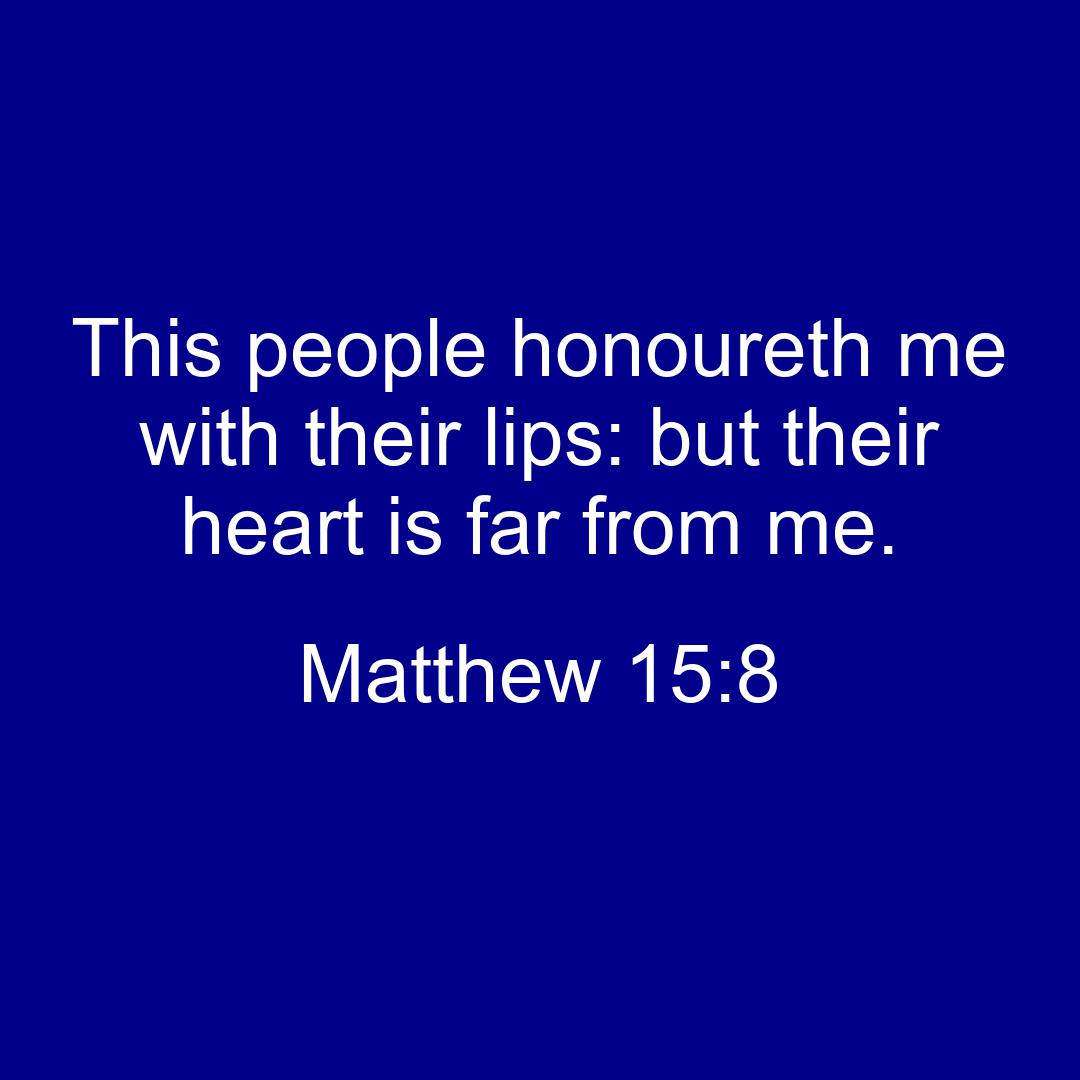 This people honoureth me
with their lips: but their
heart is far from me.
Matthew 15:8